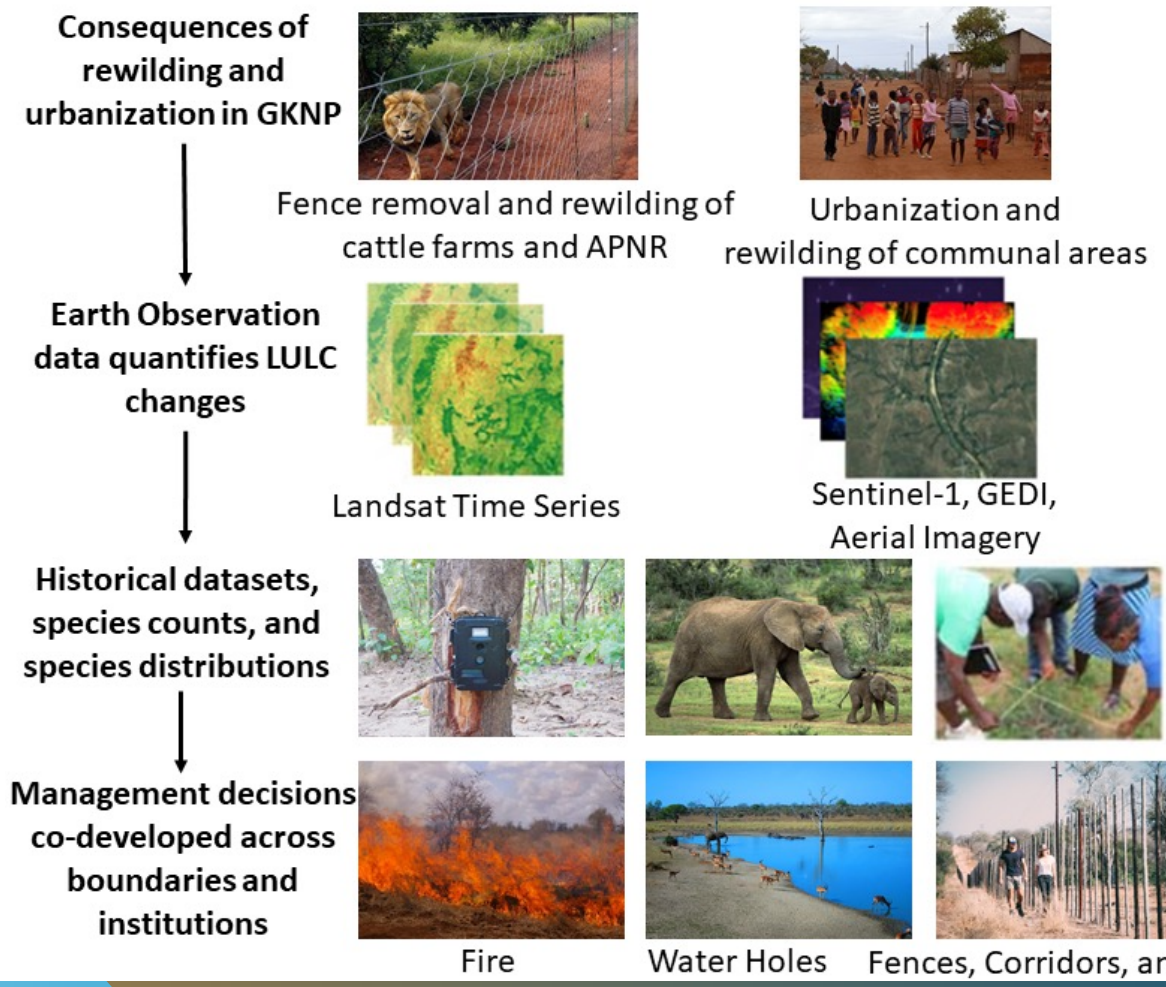 Consequences of
rewilding and
urbanization in GKNP
Fence removal and rewilding of
cattle farms and APNR
Urbanization and
rewilding of communal areas
Earth Observation
data quantifies LULC
changes
Landsat Time Series
Sentinel-1, GEDI,
Aerial Imagery
Historical datasets,
species counts, and
species distributions
Management decisions
co-developed across
boundaries and
institutions
Fire
Water Holes
Fences, Corridors,